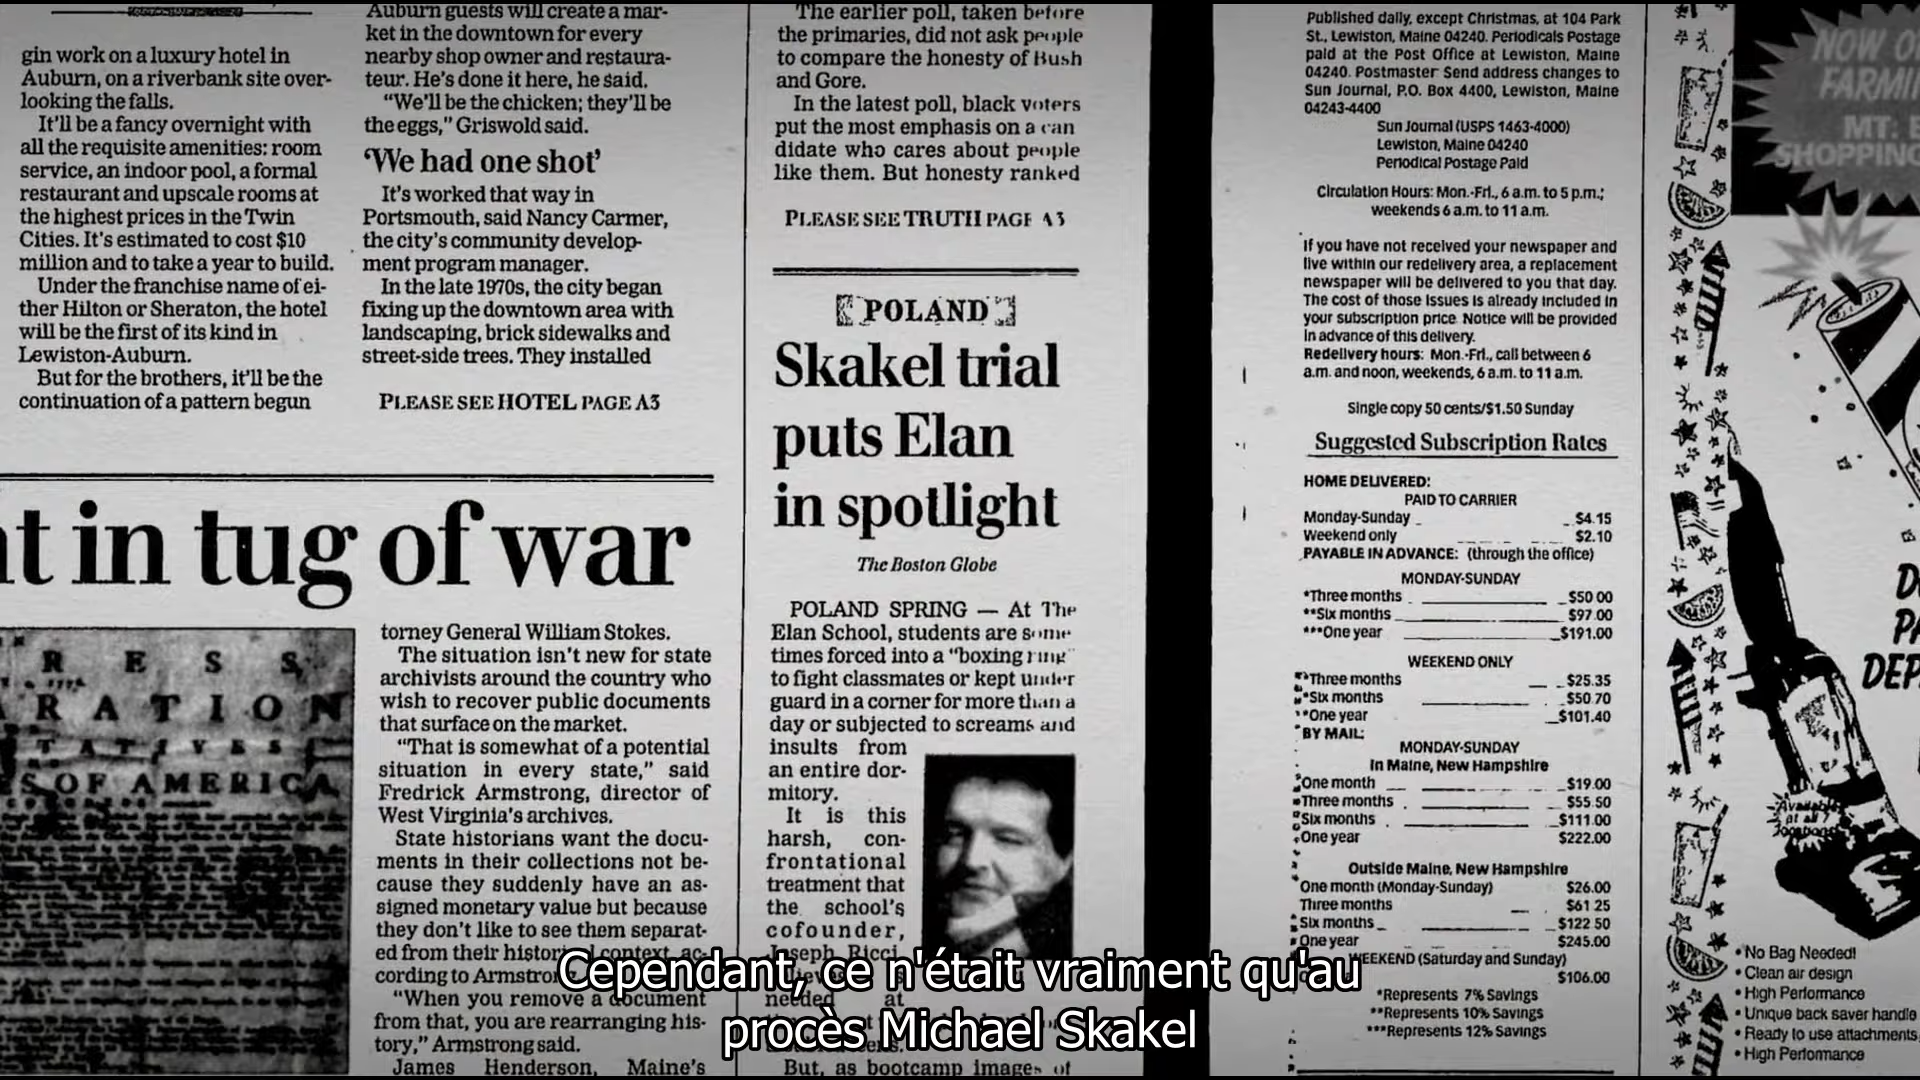 gin work on a luxury hotel in
Auburn, on a riverbank site over-
looking the falls.
It'll be a fancy overnight with
all the requisite amenities: room
service, an indoor pool, a formal
restaurant and upscale rooms at
the highest prices in the Twin
Cities. It's estimated to cost $10
million and to take a year to build.
Under the franchise name of ei-
ther Hilton or Sheraton, the hotel
will be the first of its kind in
Lewiston-Auburn.
But for the brothers, it'll be the
continuation of a pattern begun
Auburn guests will create a mar-
ket in the downtown for every
nearby shop owner and restaura-
teur. He's done it here, he said.
"We'll be the chicken; they'll be
the eggs," Griswold said.
'We had one shot'
It's worked that way in
Portsmouth, said Nancy Carmer,
the city's community develop-
ment program manager.
In the late 1970s, the city began
fixing up the downtown area with
landscaping, brick sidewalks and
street-side trees. They installed
PLEASE SEE HOTEL PAGE A3
The earlier poll, taken before
the primaries, did not ask people
to compare the honesty of Bush
and Gore.
In the latest poll, black voters
put the most emphasis on a can
didate who cares about people
like them. But honesty ranked
PLEASE SEE TRUTH PAGE A3
t in tug of war
RESS
RATION
TATIVES
S OF AMERICA
torney General William Stokes.
The situation isn't new for state
archivists around the country who
wish to recover public documents
that surface on the market.
"That is somewhat of a potential
situation in every state," said
Fredrick Armstrong, director of
West Virginia's archives.
State historians want the docu-
ments in their collections not be-
cause they suddenly have an as-
signed monetary value but because
they don't like to see them separat-
ed from their historical context, ac-
cording to Armstrong.
"When you remove a document
from that, you are rearranging his-
tory," Armstrong said.
James Henderson, Maine's
POLAND
Skakel trial
puts Elan
in spotlight
The Boston Globe
POLAND SPRING — At The
Elan School, students are some
times forced into a "boxing ring"
to fight classmates or kept under
guard in a corner for more than a
day or subjected to screams and
insults from
an entire dor-
mitory.
It is this
harsh, con-
frontational
treatment that
the school's
cofounder,
Joseph Ricci,
needed at
But, as bootcamp images of
Published daily, except Christmas, at 104 Park
St., Lewiston, Maine 04240. Periodicals Postage
paid at the Post Office at Lewiston, Maine
04240. Postmaster Send address changes to
Sun Journal, P.O. Box 4400, Lewiston, Maine
04243-4400
Sun Journal (USPS 1463-4000)
Lewiston, Maine 04240
Periodical Postage Paid
Circulation Hours: Mon.-Fri., 6 a.m. to 5 p.m.;
weekends 6 a.m. to 11 a.m.
If you have not received your newspaper and
live within our redelivery area, a replacement
newspaper will be delivered to you that day.
The cost of those issues is already included in
your subscription price Notice will be provided
in advance of this delivery.
Redelivery hours: Mon.-Fri., call between 6
a.m. and noon, weekends, 6 a.m. to 11 a.m.
Single copy 50 cents/$1.50 Sunday
Suggested Subscription Rates
HOME DELIVERED:
PAID TO CARRIER
Monday-Sunday $4.15
Weekend only $2.10
PAYABLE IN ADVANCE: (through the office)
MONDAY-SUNDAY
*Three months $50 00
**Six months $97.00
***One year $191.00
WEEKEND ONLY
*Three months $25.35
*Six months $50.70
**One year $101.40
BY MAIL:
MONDAY-SUNDAY
In Maine, New Hampshire
One month $19.00
Three months $55.50
Six months $111.00
One year $222.00
Outside Maine, New Hampshire
One month (Monday-Sunday) $26.00
Three months $61 25
Six months $122 50
One year $245.00
WEEKEND (Saturday and Sunday)
$106.00
*Represents 7% Savings
**Represents 10% Savings
***Represents 12% Savings
NOW
FARMI
MT.
SHOPPING
DEP
Available
at all 7
locations
• No Bag Needed!
• Clean air design
• High Performance
• Unique back saver handle
• Ready to use attachments
• High Performance
Cependant, ce n'était vraiment qu'au
procès Michael Skakel